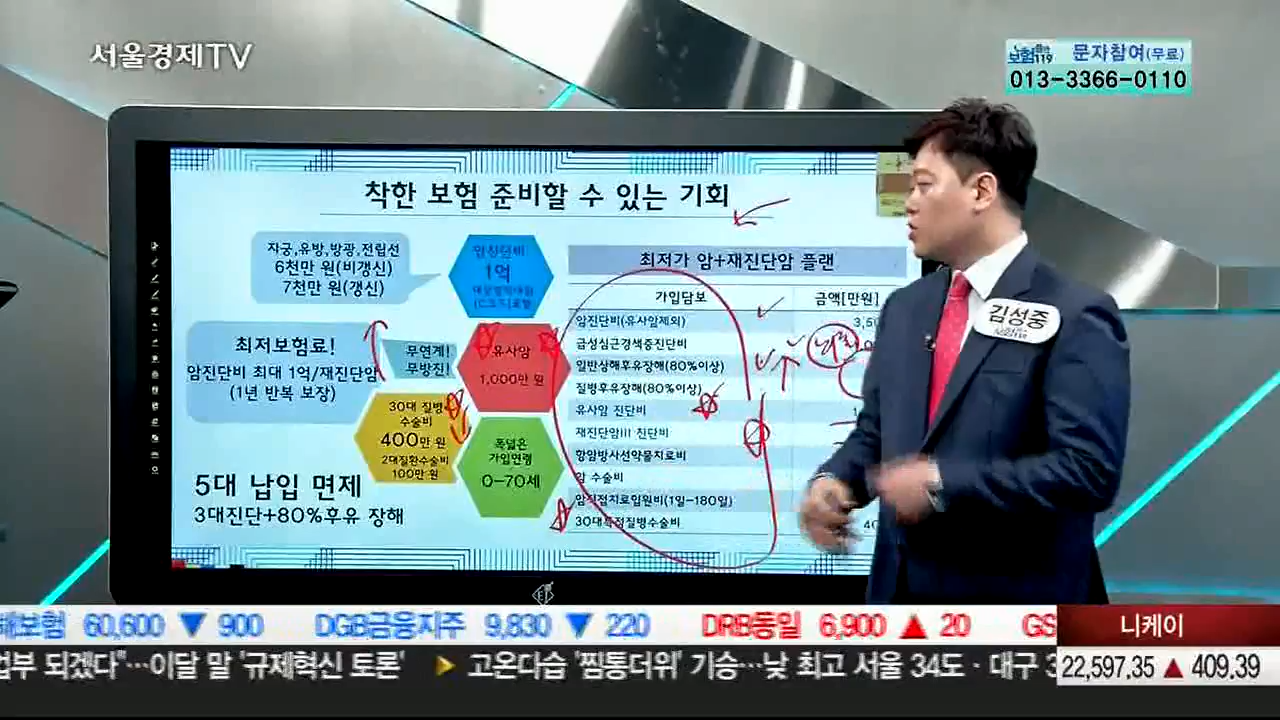 서울경제TV
보험119 문자참여(무료)
013-3366-0110
착한 보험 준비할 수 있는 기회
자궁,유방,방광,전립선
6천만 원(비갱신)
7천만 원(갱신)
암진단비
1억
최저가 암+재진단암 플랜
가입담보 금액[만원]
암진단비(유사암제외) 3,50
급성심근경색증진단비
일반상해후유장해(80%이상)
질병후유장해(80%이상)
유사암 진단비
재진단암III 진단비
항암방사선약물치료비
암 수술비
암직접치료입원비(1일-180일)
30대특정질병수술비 40
최저보험료!
암진단비 최대 1억/재진단암
(1년 반복 보장)
무연계!
무방진!
유사암
1,000만 원
30대 질병
수술비
400만 원
2대질환수술비
100만 원
폭넓은
가입연령
0-70세
5대 납입 면제
3대진단+80%후유 장해
김성중
해보험 60,600 ▼ 900 DGB금융지주 9,830 ▼ 220 DRB동일 6,900 ▲ 20 GS
니케이
업부 되겠다"…이달 말 '규제혁신 토론' ▶ 고온다습 '찜통더위' 기승…낮 최고 서울 34도·대구 3
22,597.35 ▲ 409.39